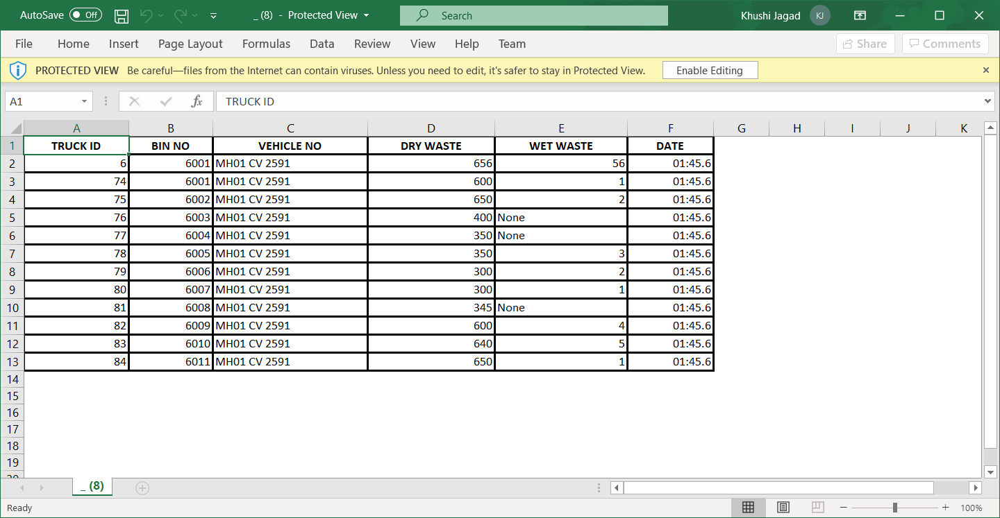 AutoSave Off _ (8) - Protected View Search Khushi Jagad KJ
File Home Insert Page Layout Formulas Data Review View Help Team Share Comments
PROTECTED VIEW Be careful—files from the Internet can contain viruses. Unless you need to edit, it's safer to stay in Protected View. Enable Editing
A1 fx TRUCK ID
A B C D E F G H I J K
1 TRUCK ID BIN NO VEHICLE NO DRY WASTE WET WASTE DATE
2 6 6001 MH01 CV 2591 656 56 01:45.6
3 74 6001 MH01 CV 2591 600 1 01:45.6
4 75 6002 MH01 CV 2591 650 2 01:45.6
5 76 6003 MH01 CV 2591 400 None 01:45.6
6 77 6004 MH01 CV 2591 350 None 01:45.6
7 78 6005 MH01 CV 2591 350 3 01:45.6
8 79 6006 MH01 CV 2591 300 2 01:45.6
9 80 6007 MH01 CV 2591 300 1 01:45.6
10 81 6008 MH01 CV 2591 345 None 01:45.6
11 82 6009 MH01 CV 2591 600 4 01:45.6
12 83 6010 MH01 CV 2591 640 5 01:45.6
13 84 6011 MH01 CV 2591 650 1 01:45.6
14
15
16
17
18
19
20
_ (8)
Ready 100%